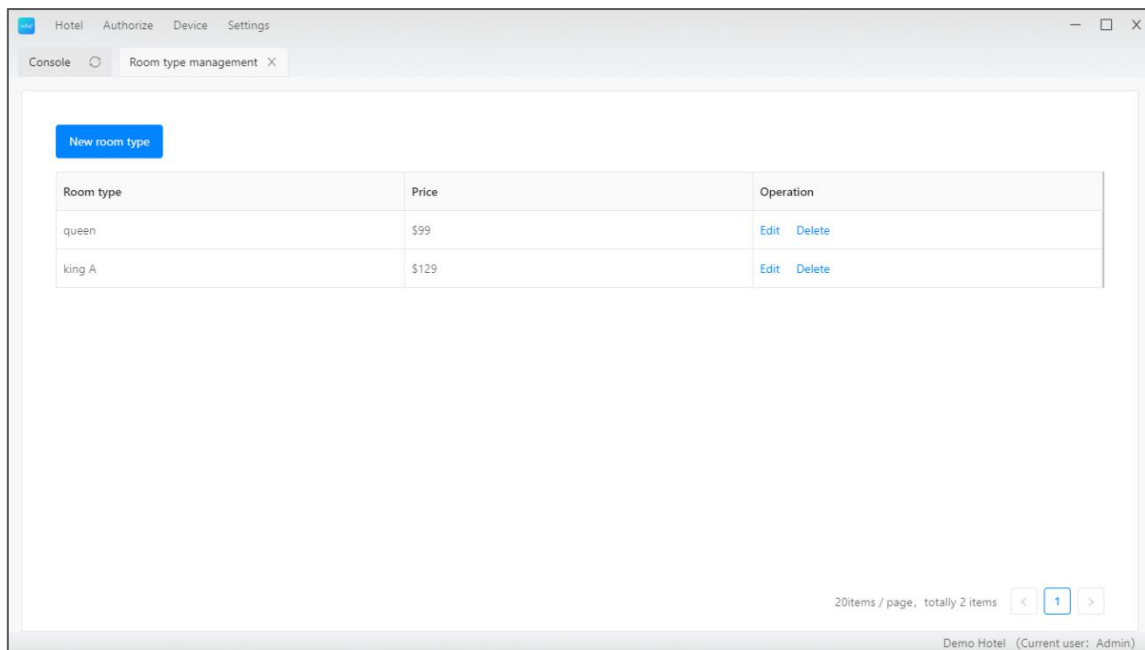 Hotel Authorize Device Settings
Console Room type management
New room type
Room type Price Operation
queen $99 Edit Delete
king A $129 Edit Delete
20items / page, totally 2 items < 1 >
Demo Hotel (Current user: Admin)